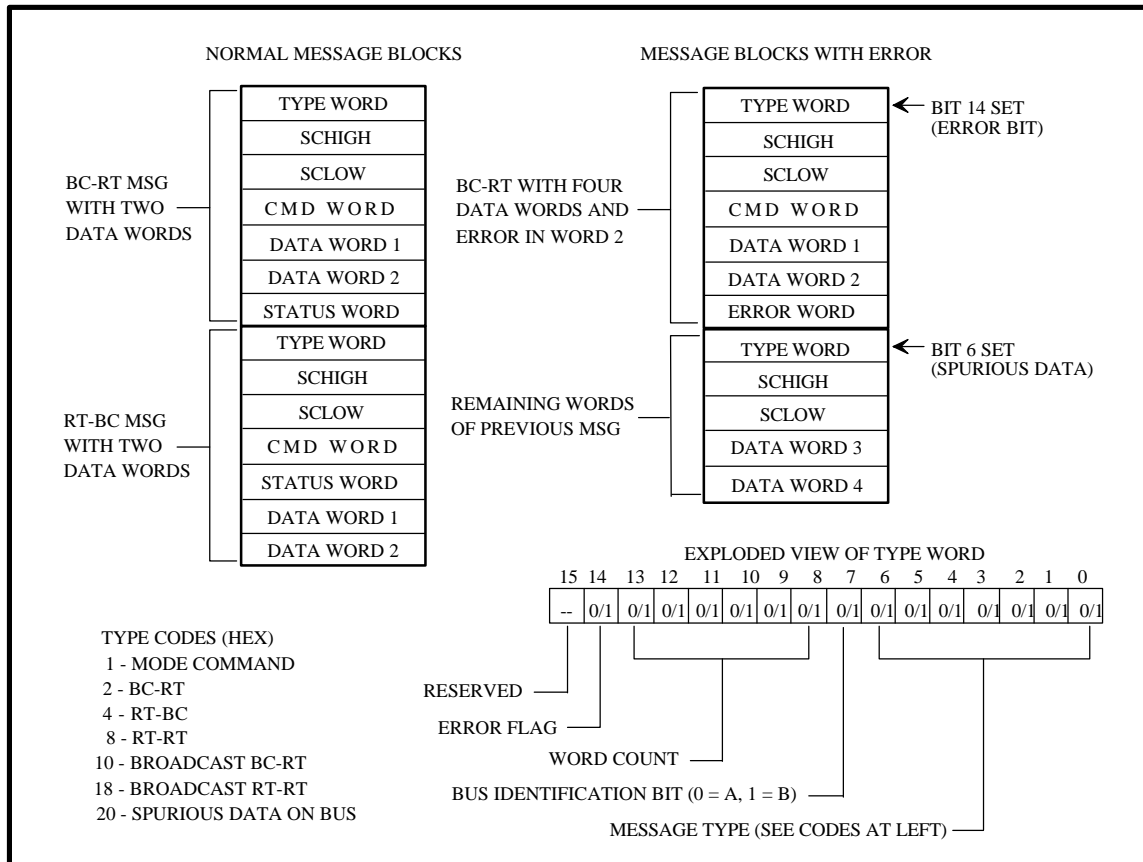 NORMAL MESSAGE BLOCKS
BC-RT MSG
WITH TWO
DATA WORDS
TYPE WORD
SCHIGH
SCLOW
CMD WORD
DATA WORD 1
DATA WORD 2
STATUS WORD
RT-BC MSG
WITH TWO
DATA WORDS
TYPE WORD
SCHIGH
SCLOW
CMD WORD
STATUS WORD
DATA WORD 1
DATA WORD 2
MESSAGE BLOCKS WITH ERROR
BC-RT WITH FOUR
DATA WORDS AND
ERROR IN WORD 2
TYPE WORD
SCHIGH
SCLOW
CMD WORD
DATA WORD 1
DATA WORD 2
ERROR WORD
BIT 14 SET
(ERROR BIT)
REMAINING WORDS
OF PREVIOUS MSG
TYPE WORD
SCHIGH
SCLOW
DATA WORD 3
DATA WORD 4
BIT 6 SET
(SPURIOUS DATA)
EXPLODED VIEW OF TYPE WORD
15 14 13 12 11 10 9 8 7 6 5 4 3 2 1 0
-- 0/1 0/1 0/1 0/1 0/1 0/1 0/1 0/1 0/1 0/1 0/1 0/1 0/1 0/1 0/1
RESERVED
ERROR FLAG
WORD COUNT
BUS IDENTIFICATION BIT (0 = A, 1 = B)
MESSAGE TYPE (SEE CODES AT LEFT)
TYPE CODES (HEX)
1 - MODE COMMAND
2 - BC-RT
4 - RT-BC
8 - RT-RT
10 - BROADCAST BC-RT
18 - BROADCAST RT-RT
20 - SPURIOUS DATA ON BUS